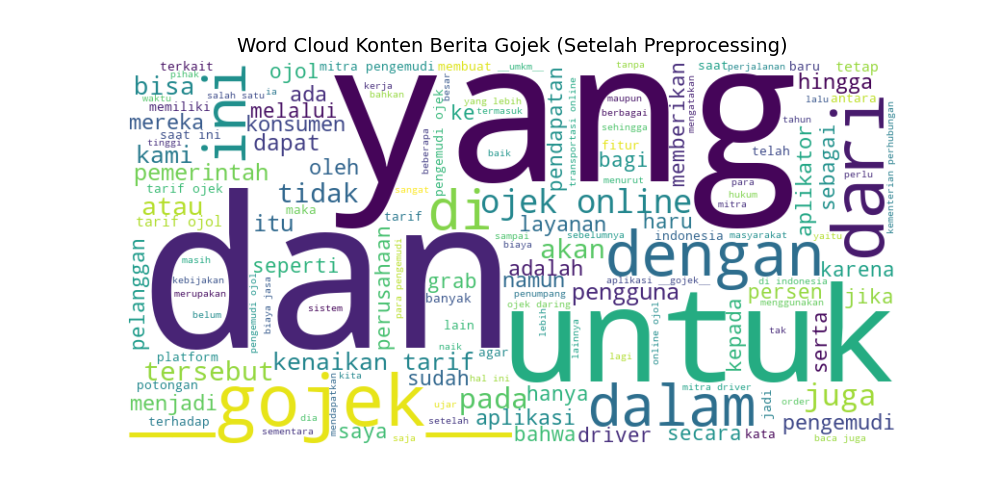 Word Cloud Konten Berita Gojek (Setelah Preprocessing)
yang
dan
untuk
__gojek__
dengan
dari
dalam
di
ini
ojek online
terkait
pihak
bisa
waktu
salah satu
ia
memiliki
mereka
saat ini
tinggi
kami
pemerintah
tarif ojek
atau
tarif ojol
itu
ojol
ada
melalui
konsumen
dapat
oleh
tidak
maka
mitra pengemudi
kerja
bahkan
membuat
__umkm__
besar
yang lebih
termasuk
beberapa
pengemudi ojek
baik
sangat
tarif
tanpa
transportasi online
pendapatan
maupun
berbagai
sehingga
fitur
bagi
menurut
memberikan
mengatakan
saat
perjalanan
baru
tetap
hingga
lalu
antara
tahun
telah
para
hukum
mitra
aplikator
sebagai
perlu
kementerian perhubungan
masyarakat
yaitu
layanan
haru
indonesia
sampai
sebelumnya
biaya
akan
adalah
namun
grab
banyak
penumpang
ojek daring
pengguna
aplikasi __gojek__
di indonesia
menggunakan
persen
karena
jika
pelanggan
masih
kebijakan
merupakan
belum
seperti
pengemudi ojol
biaya jasa
sistem
perusahaan
para pengemudi
lain
naik
agar
lebih
lainnya
lagi
online ojol
kepada
tak
serta
platform
tersebut
potongan
menjadi
terhadap
kenaikan tarif
kita
sudah
hal ini
pada
hanya
aplikasi
bahwa
driver
mitra driver
jadi
secara
kata
order
juga
pengemudi
baca juga
sementara
dia
mendapatkan
saya
ujar
saja
setelah